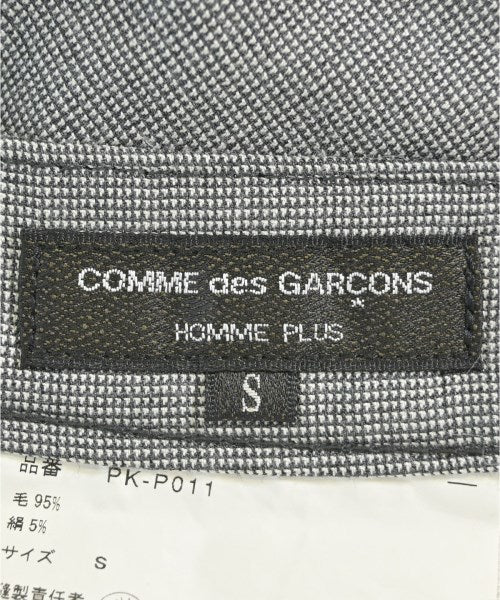 COMME des GARCONS
*
HOMME PLUS
S
品番 PK-P011
毛 95%
絹 5%
サイズ S
縫製責任者